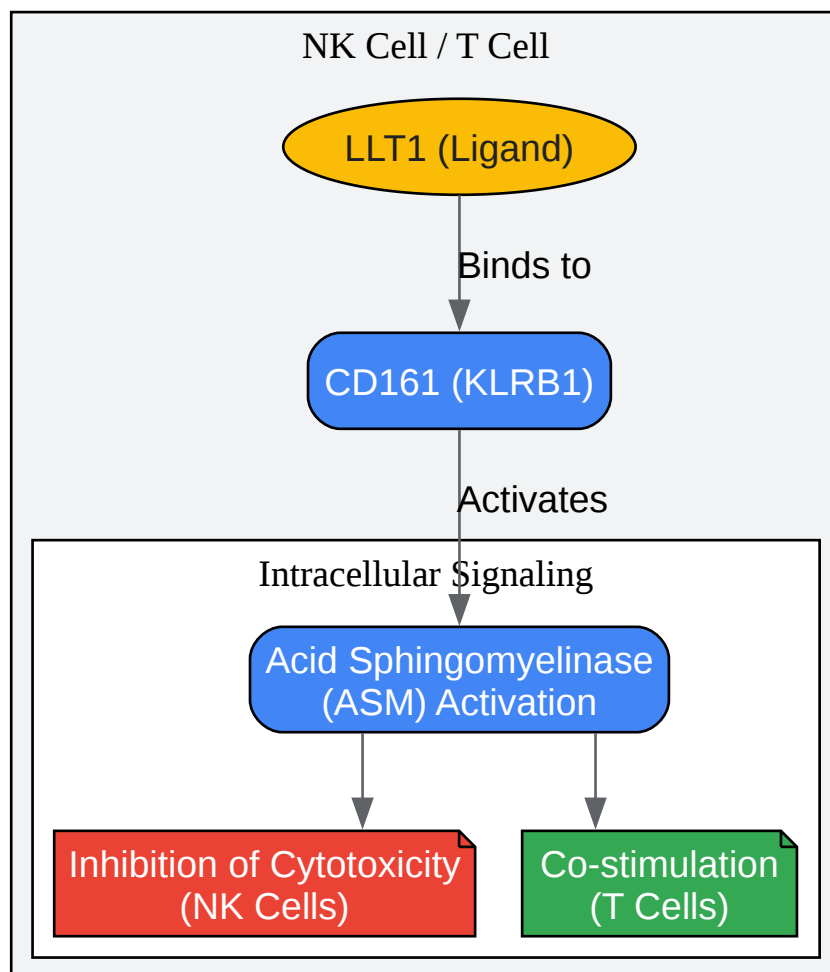 NK Cell / T Cell
LLT1 (Ligand)
Binds to
CD161 (KLRB1)
Activates
Intracellular Signaling
Acid Sphingomyelinase
(ASM) Activation
Inhibition of Cytotoxicity
(NK Cells)
Co-stimulation
(T Cells)